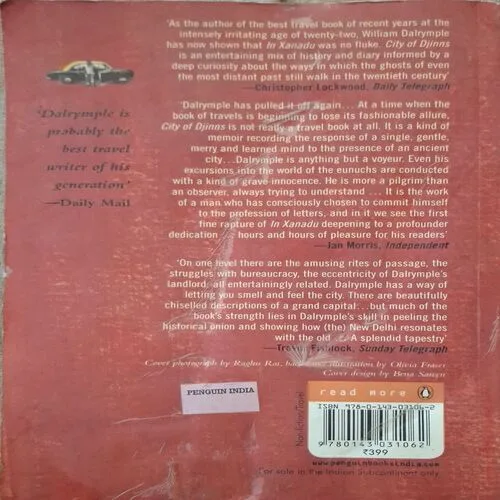 'As the author of the best travel book of recent years at the
intensely irritating age of twenty-two, William Dalrymple
has now shown that In Xanadu was no fluke. City of Djinns
is an entertaining mix of history and diary informed by a
deep curiosity about the ways in which the ghosts of even
the most distant past still walk in the twentieth century'
—Christopher Lockwood, Daily Telegraph
'Dalrymple is
probably the
best travel
writer of his
generation'
—Daily Mail
'Dalrymple has pulled it off again... At a time when the
book of travels is beginning to lose its fashionable allure,
City of Djinns is not really a travel book at all. It is a kind of
memoir recording the response of a single, gentle,
merry and learned mind to the presence of an ancient
city...Dalrymple is anything but a voyeur. Even his
excursions into the world of the eunuchs are conducted
with a kind of grave innocence. He is more a pilgrim than
an observer, always trying to understand ... It is the work
of a man who has consciously chosen to commit himself
to the profession of letters, and in it we see the first
fine rapture of In Xanadu deepening to a profounder
dedication ... hours and hours of pleasure for his readers'
—Jan Morris, Independent
'On one level there are the amusing rites of passage, the
struggles with bureaucracy, the eccentricity of Dalrymple's
landlord, all entertainingly related. Dalrymple has a way of
letting you smell and feel the city. There are beautifully
chiselled descriptions of a grand capital... but much of the
book's strength lies in Dalrymple's skill in peeling the
historical onion and showing how (the) New Delhi resonates
with the old ... A splendid tapestry'
—Trevor Fishlock, Sunday Telegraph
Cover photograph by Raghu Rai, back cover illustration by Olivia Fraser
Cover design by Bena Sareen
PENGUIN INDIA
read more
Non-fiction/Travel
ISBN 978-0-143-03106-2
9 780143 031062
₹399
www.penguinbooksindia.com
For sale in the Indian Subcontinent only